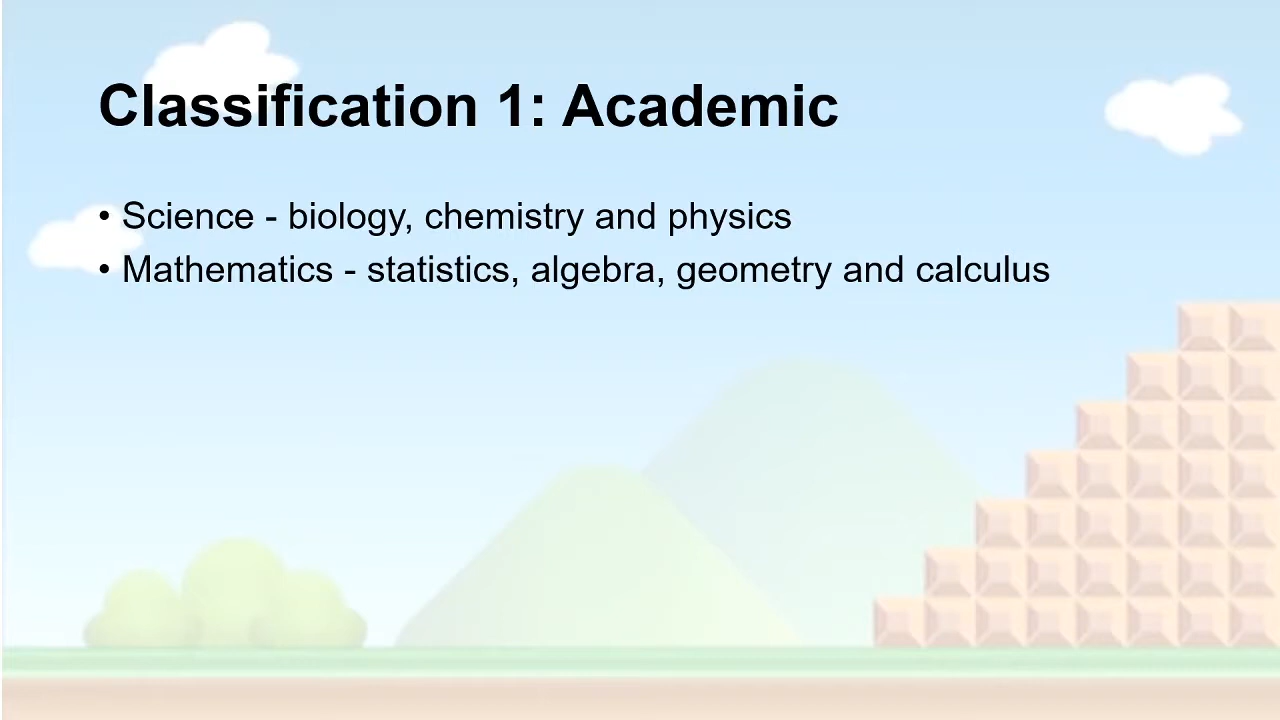 Classification 1: Academic
• Science - biology, chemistry and physics
• Mathematics - statistics, algebra, geometry and calculus